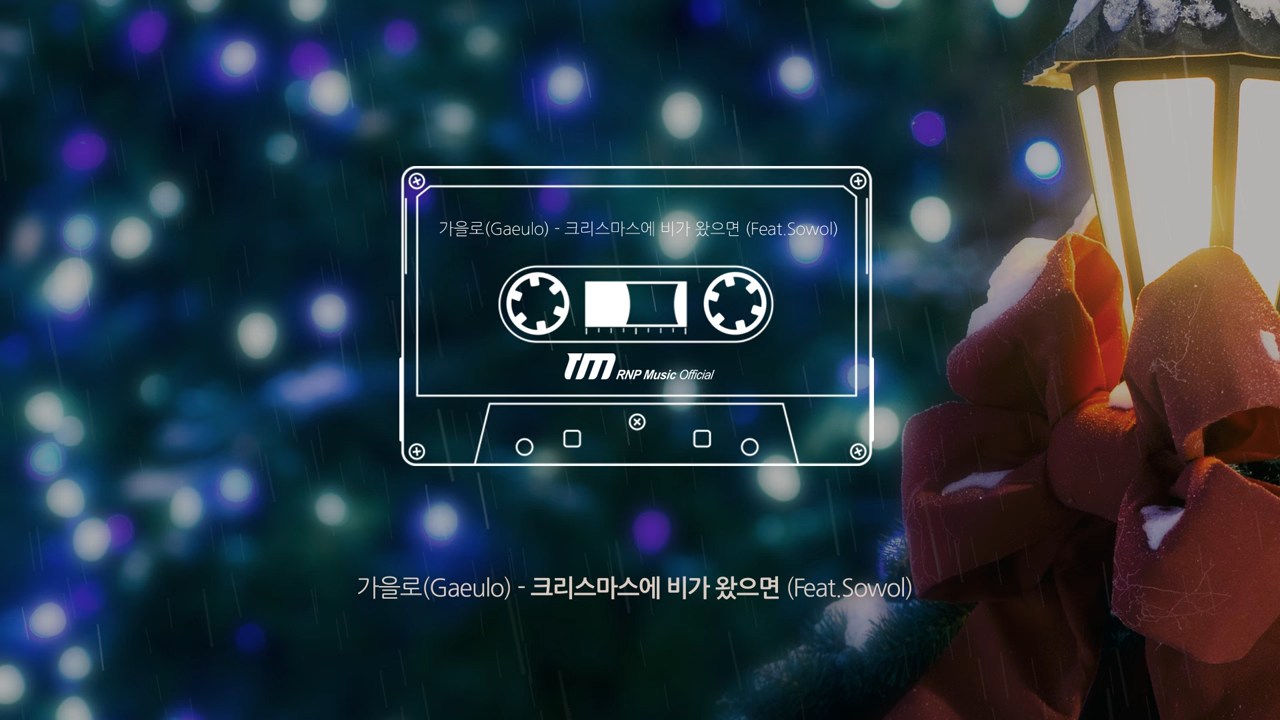 가을로(Gaeulo) - 크리스마스에 비가 왔으면 (Feat.Sowol)
RNP Music Official
가을로(Gaeulo) - 크리스마스에 비가 왔으면 (Feat.Sowol)